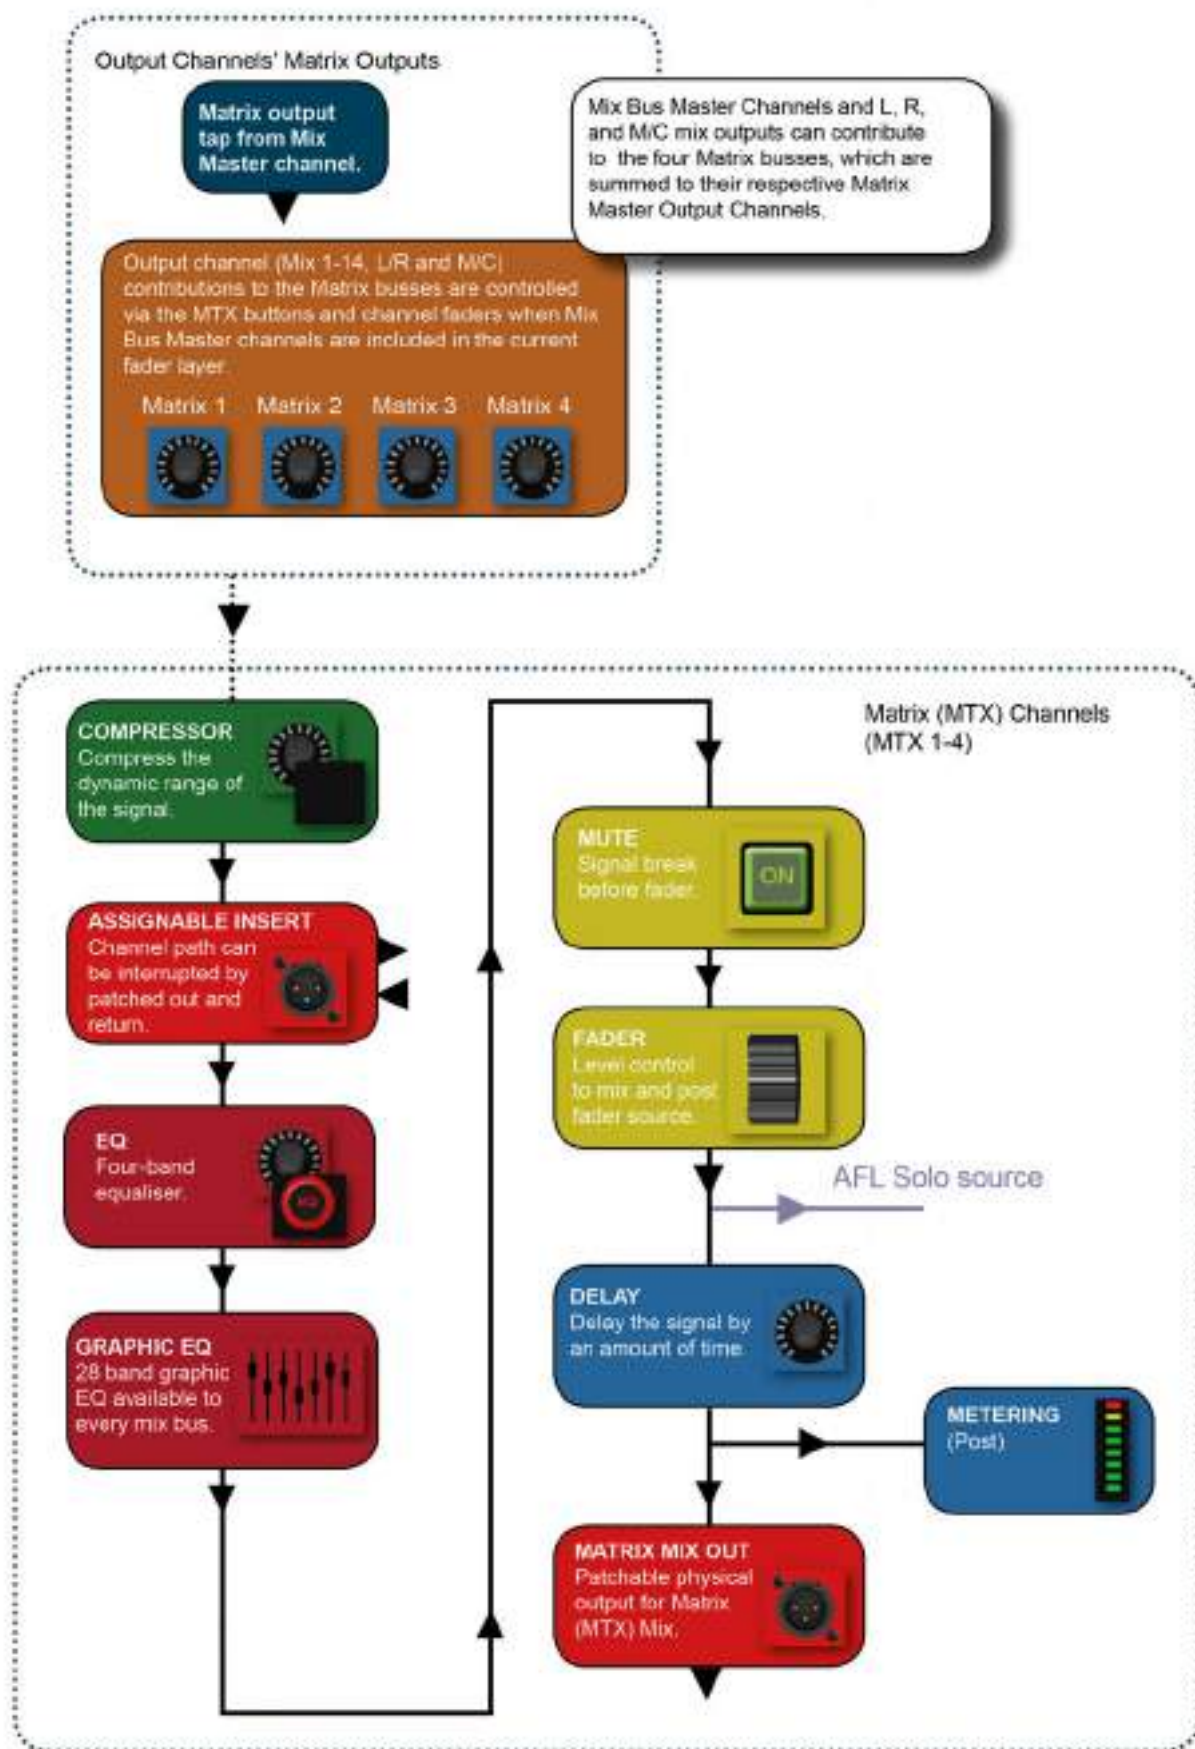 Output Channels' Matrix Outputs
Matrix output
tap from Mix
Master channel.
Mix Bus Master Channels and L, R,
and M/C mix outputs can contribute
to the four Matrix busses, which are
summed to their respective Matrix
Master Output Channels.
Output channel (Mix 1-14, L/R and M/C)
contributions to the Matrix busses are controlled
via the MTX buttons and channel faders when Mix
Bus Master channels are included in the current
fader layer.
Matrix 1 Matrix 2 Matrix 3 Matrix 4
Matrix (MTX) Channels
(MTX 1-4)
COMPRESSOR
Compress the
dynamic range of
the signal.
ASSIGNABLE INSERT
Channel path can
be interrupted by
patched out and
return.
EQ
Four-band
equaliser.
GRAPHIC EQ
28 band graphic
EQ available to
every mix bus.
MUTE
Signal break
before fader.
ON
FADER
Level control
to mix and post
fader source.
AFL Solo source
DELAY
Delay the signal by
an amount of time.
METERING
(Post)
MATRIX MIX OUT
Patchable physical
output for Matrix
(MTX) Mix.